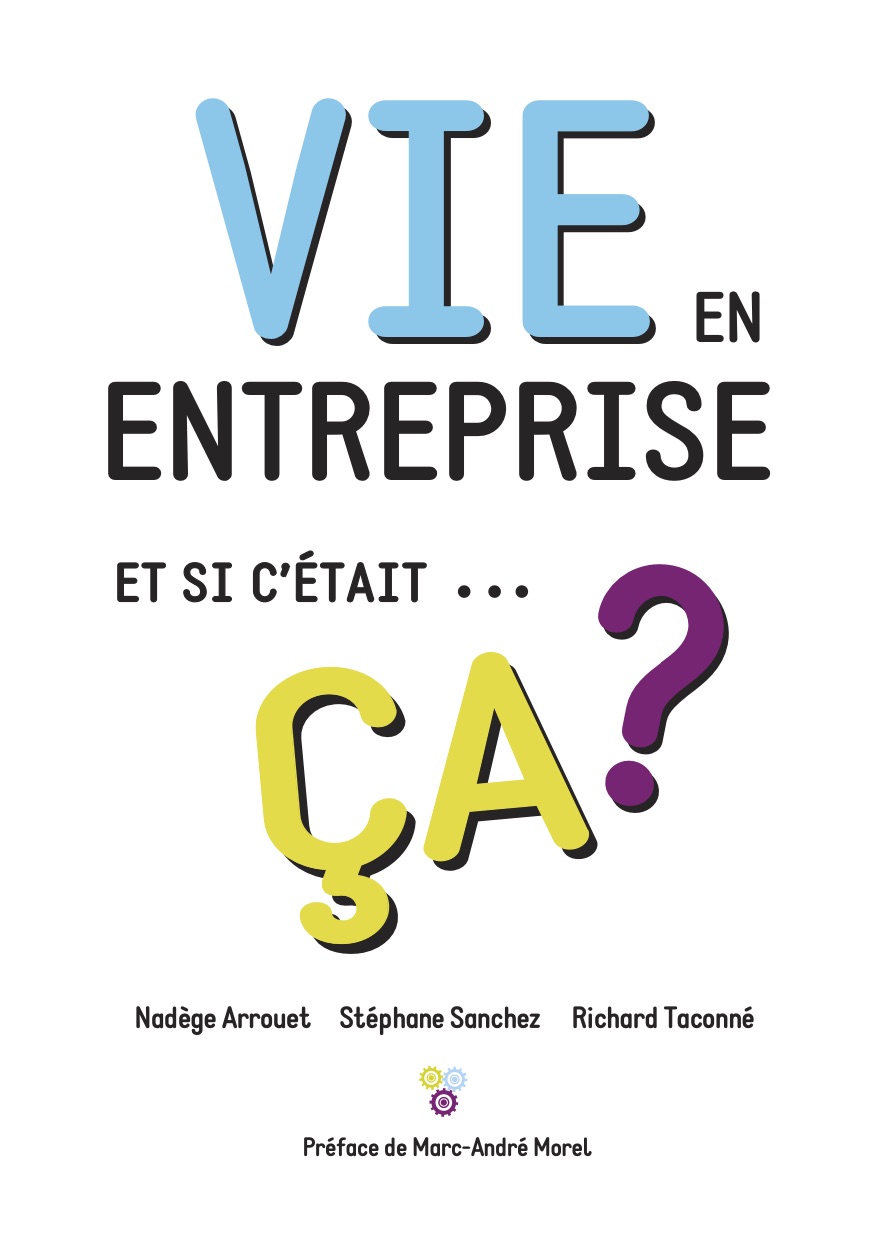 VIE EN
ENTREPRISE
ET SI C'ÉTAIT ...
ÇA?
Nadège Arrouet Stéphane Sanchez Richard Taconné
Préface de Marc-André Morel